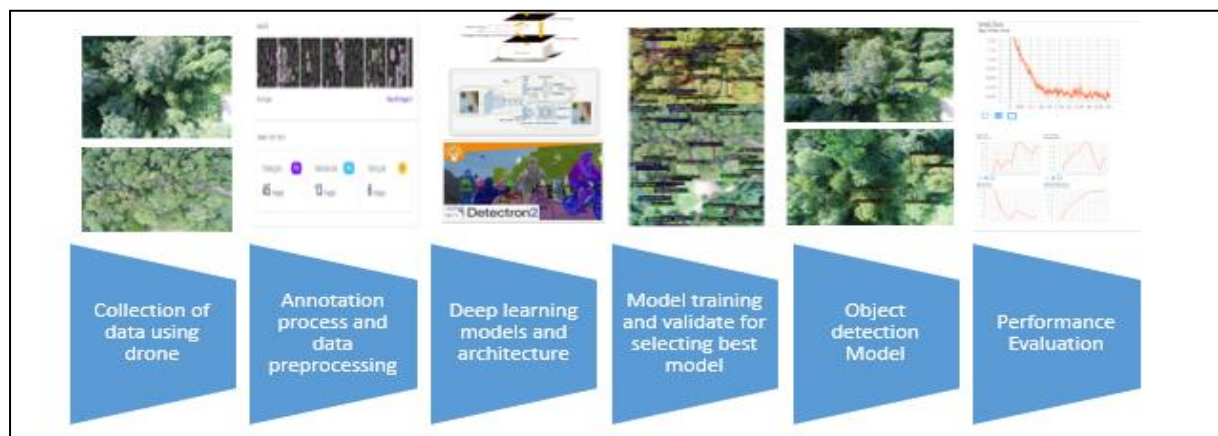 Detectron2
Collection of
data using
drone
Annotation
process and
data
preprocessing
Deep learning
models and
architecture
Model training
and validate for
selecting best
model
Object
detection
Model
Performance
Evaluation